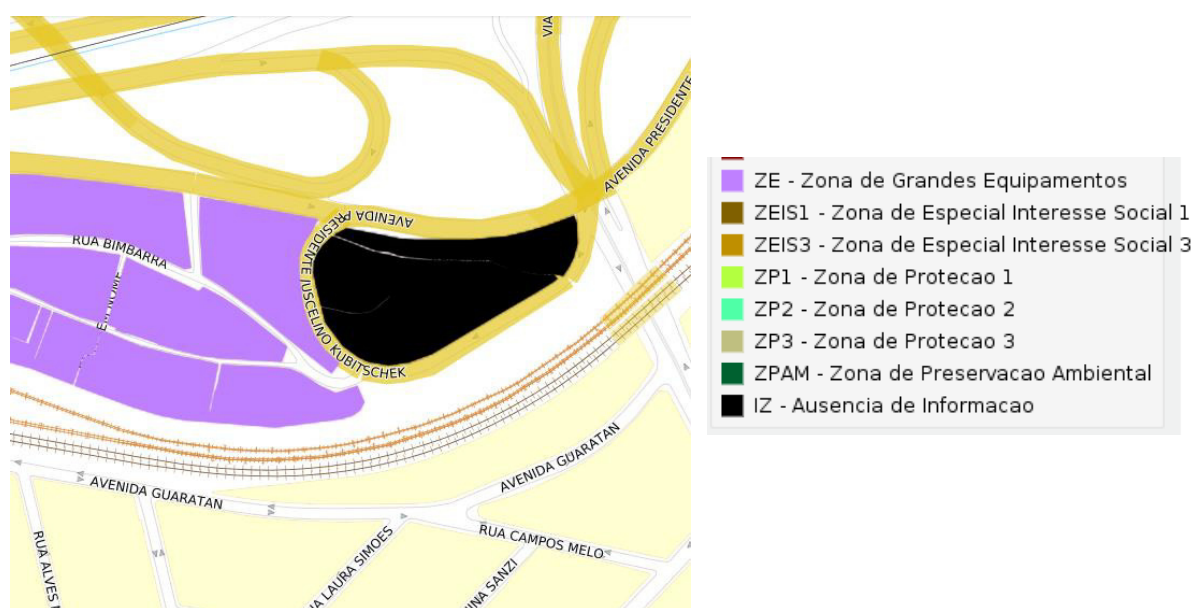 VIA
AVENIDA PRESIDENTE
AVENIDA PRESIDENTE JUSCELINO KUBITSCHEK
RUA BIMBARRA
AVENIDA GUARATAN
AVENIDA GUARATAN
RUA CAMPOS MELO
RUA ALVES
LAURA SIMOES
SANZI
ZE - Zona de Grandes Equipamentos
ZEIS1 - Zona de Especial Interesse Social 1
ZEIS3 - Zona de Especial Interesse Social 3
ZP1 - Zona de Protecao 1
ZP2 - Zona de Protecao 2
ZP3 - Zona de Protecao 3
ZPAM - Zona de Preservacao Ambiental
IZ - Ausencia de Informacao